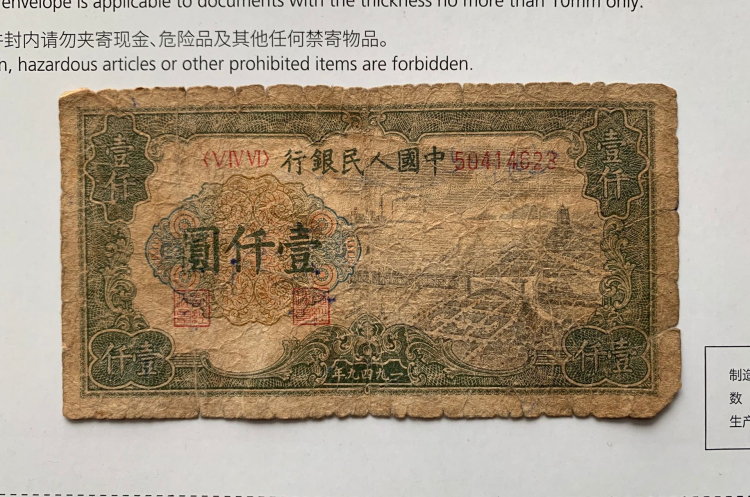 envelope is applicable to documents with the thickness no more than 10mm only.
封内请勿夹寄现金、危险品及其他任何禁寄物品。
hazardous articles or other prohibited items are forbidden.
壹仟
壹仟
〈V IV VI〉 行銀民人國中 50414623
圓仟壹
仟壹
年九四九一
仟壹
制造
数
生产